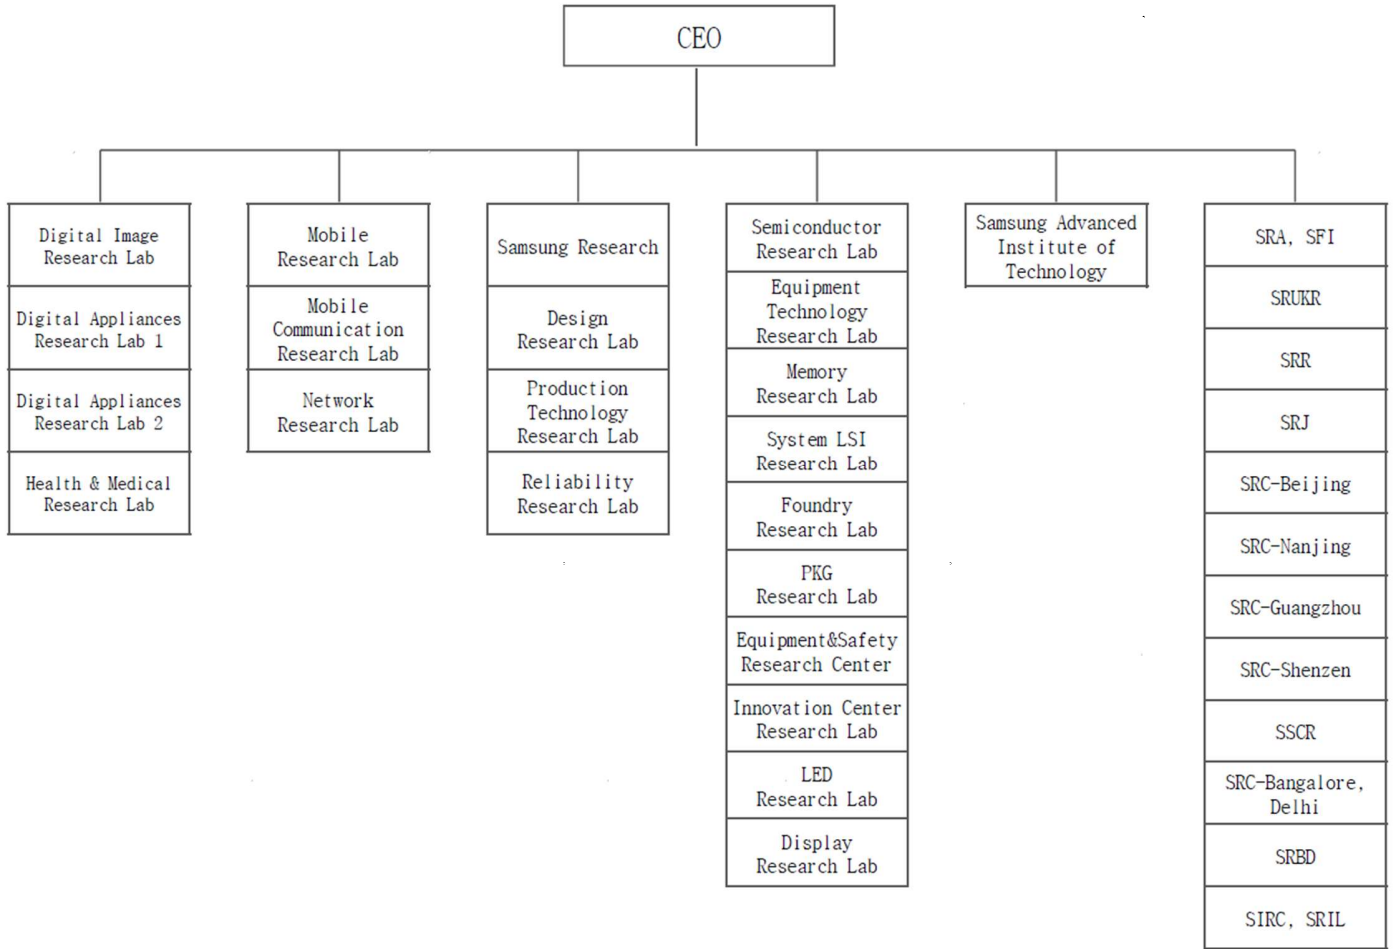 CEO
Digital Image
Research Lab
Digital Appliances
Research Lab 1
Digital Appliances
Research Lab 2
Health & Medical
Research Lab
Mobile
Research Lab
Mobile
Communication
Research Lab
Network
Research Lab
Samsung Research
Design
Research Lab
Production
Technology
Research Lab
Reliability
Research Lab
Semiconductor
Research Lab
Equipment
Technology
Research Lab
Memory
Research Lab
System LSI
Research Lab
Foundry
Research Lab
PKG
Research Lab
Equipment&Safety
Research Center
Innovation Center
Research Lab
LED
Research Lab
Display
Research Lab
Samsung Advanced
Institute of
Technology
SRA, SFI
SRUKR
SRR
SRJ
SRC-Beijing
SRC-Nanjing
SRC-Guangzhou
SRC-Shenzen
SSCR
SRC-Bangalore,
Delhi
SRBD
SIRC, SRIL